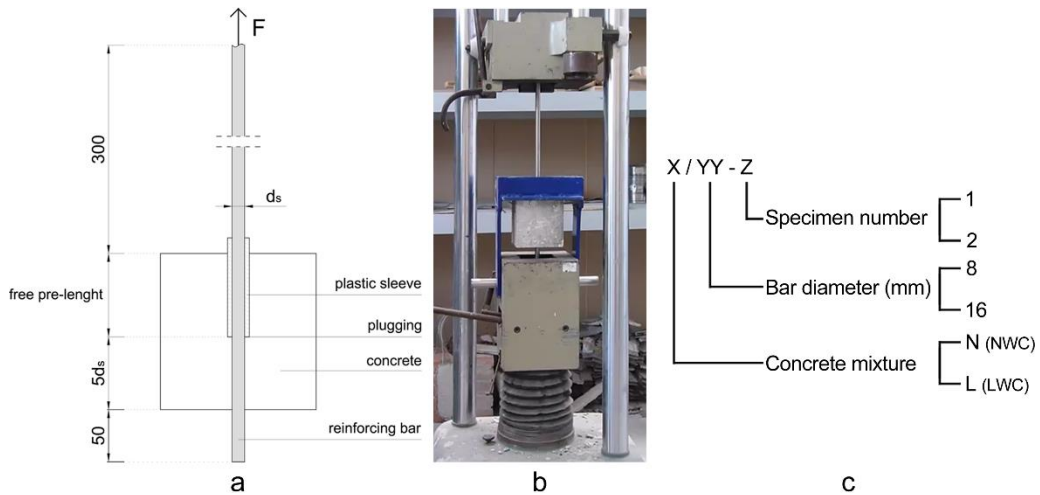 F
300
ds
free pre-lenght
plastic sleeve
plugging
5ds
concrete
50
reinforcing bar
a
b
X / YY - Z
Specimen number
1
2
Bar diameter (mm)
8
16
Concrete mixture
N (NWC)
L (LWC)
c